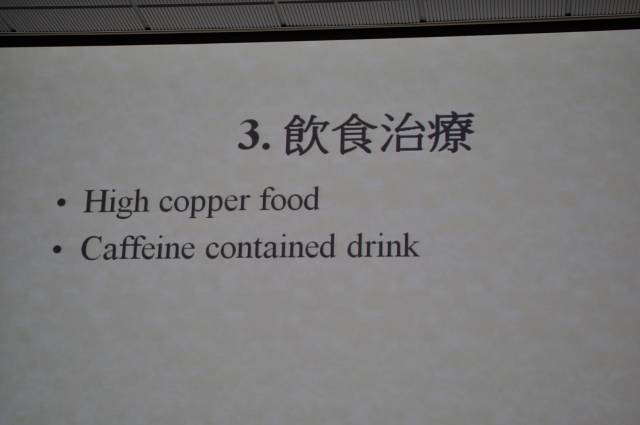 3. 飲食治療
• High copper food
• Caffeine contained drink